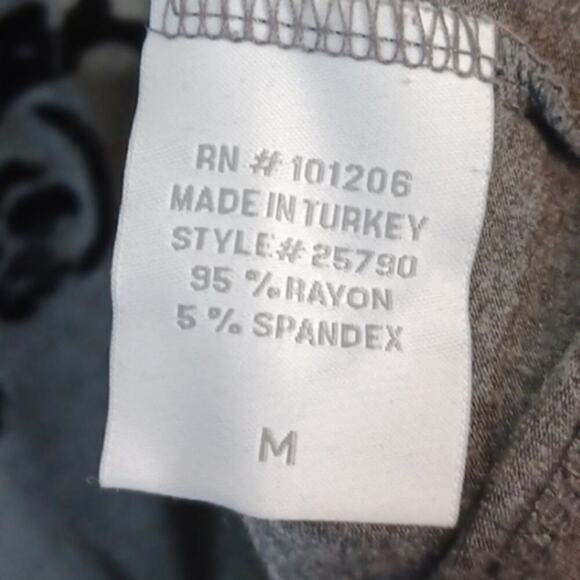 RN # 101206
MADE IN TURKEY
STYLE# 25790
95 % RAYON
5 % SPANDEX
M